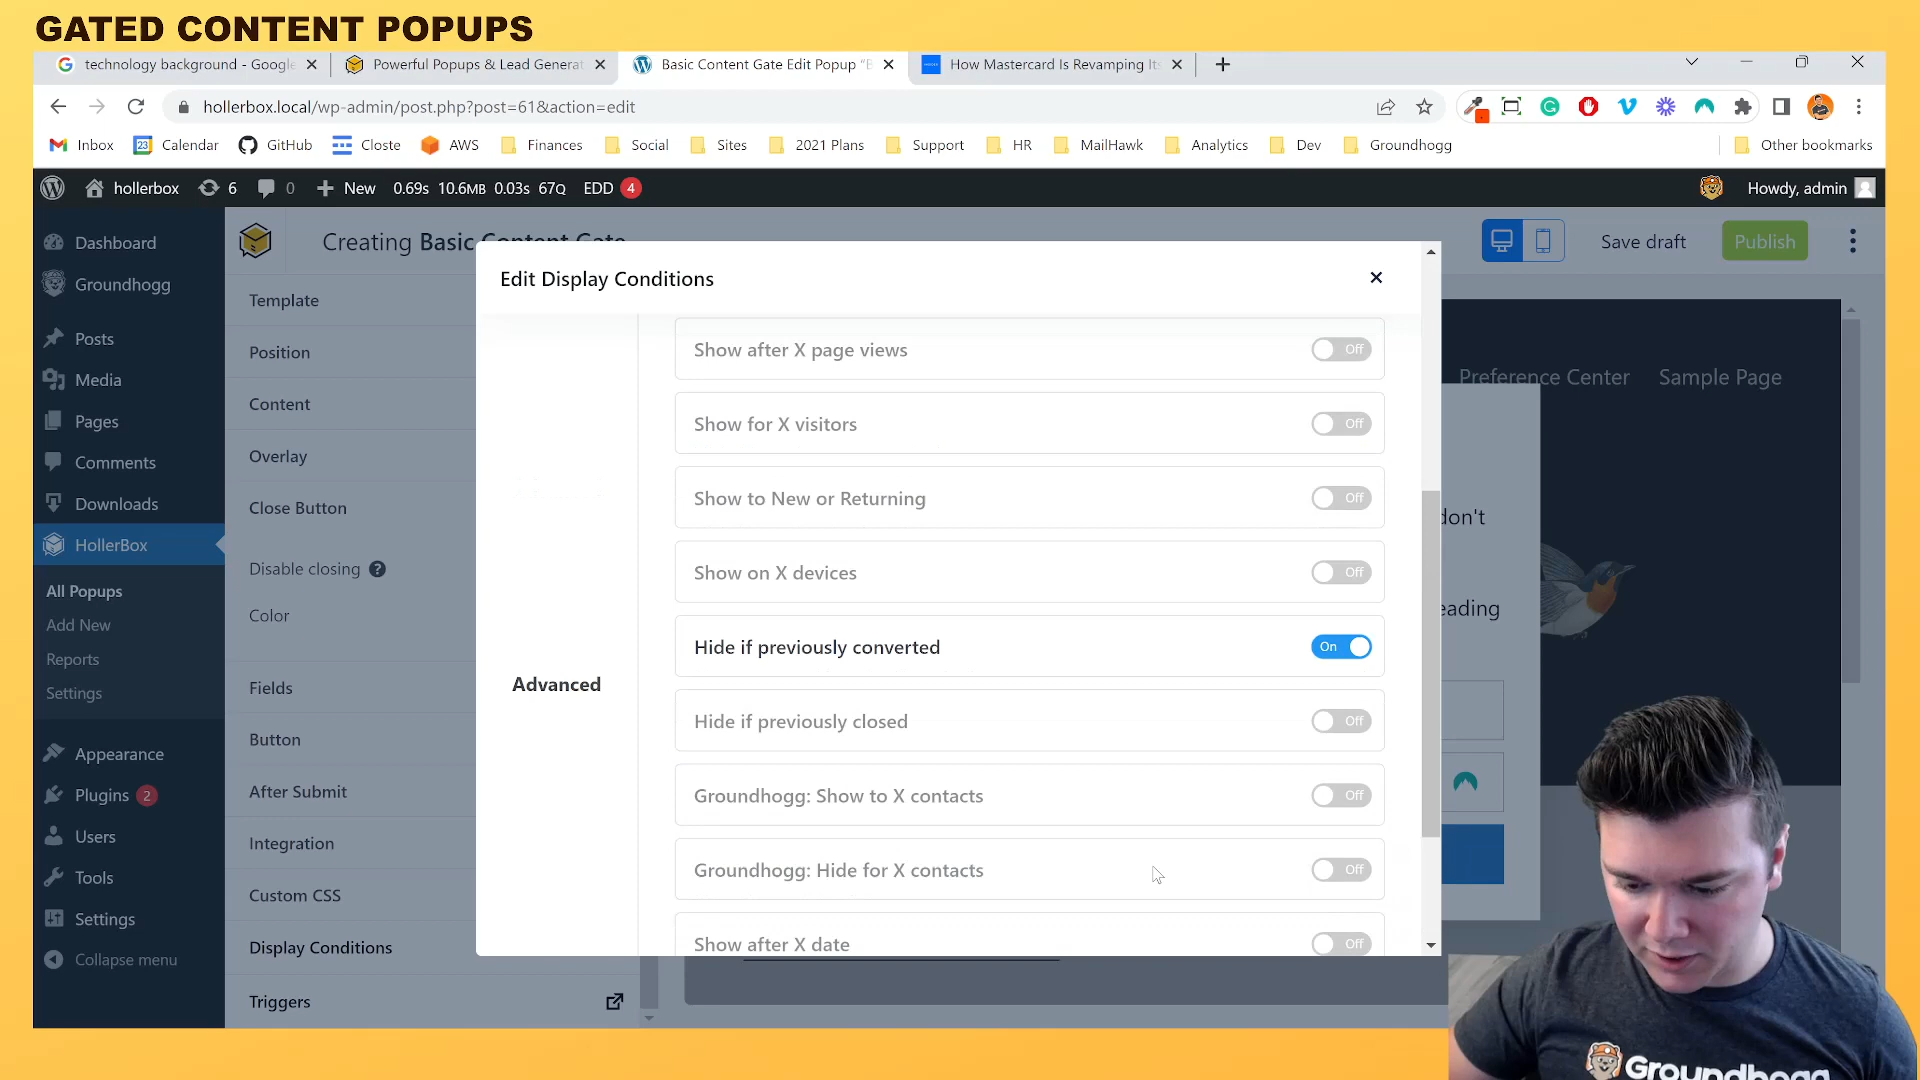 GATED CONTENT POPUPS
technology background - Google
Powerful Popups & Lead Generat
Basic Content Gate Edit Popup “B
How Mastercard Is Revamping Its
hollerbox.local/wp-admin/post.php?post=61&action=edit
Inbox
Calendar
GitHub
Closte
AWS
Finances
Social
Sites
2021 Plans
Support
HR
MailHawk
Analytics
Dev
Groundhogg
Other bookmarks
hollerbox
6
0
New
0.69s 10.6MB 0.03s 67Q
EDD 4
Howdy, admin
Dashboard
Groundhogg
Posts
Media
Pages
Comments
Downloads
HollerBox
All Popups
Add New
Reports
Settings
Appearance
Plugins 2
Users
Tools
Settings
Collapse menu
Creating Basic Content Gate
Save draft
Publish
Template
Position
Content
Overlay
Close Button
Disable closing ?
Color
Fields
Button
After Submit
Integration
Custom CSS
Display Conditions
Triggers
Edit Display Conditions
Advanced
Show after X page views Off
Show for X visitors Off
Show to New or Returning Off
Show on X devices Off
Hide if previously converted On
Hide if previously closed Off
Groundhogg: Show to X contacts Off
Groundhogg: Hide for X contacts Off
Show after X date Off
Preference Center
Sample Page
don't
eading
Groundhogg